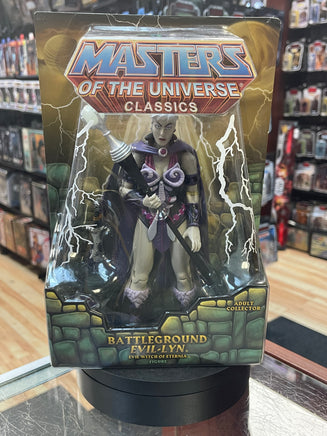 MASTERS
OF THE UNIVERSE
CLASSICS
ADULT
COLLECTOR
BATTLEGROUND
EVIL-LYN
EVIL WITCH OF ETERNIA
FIGURE